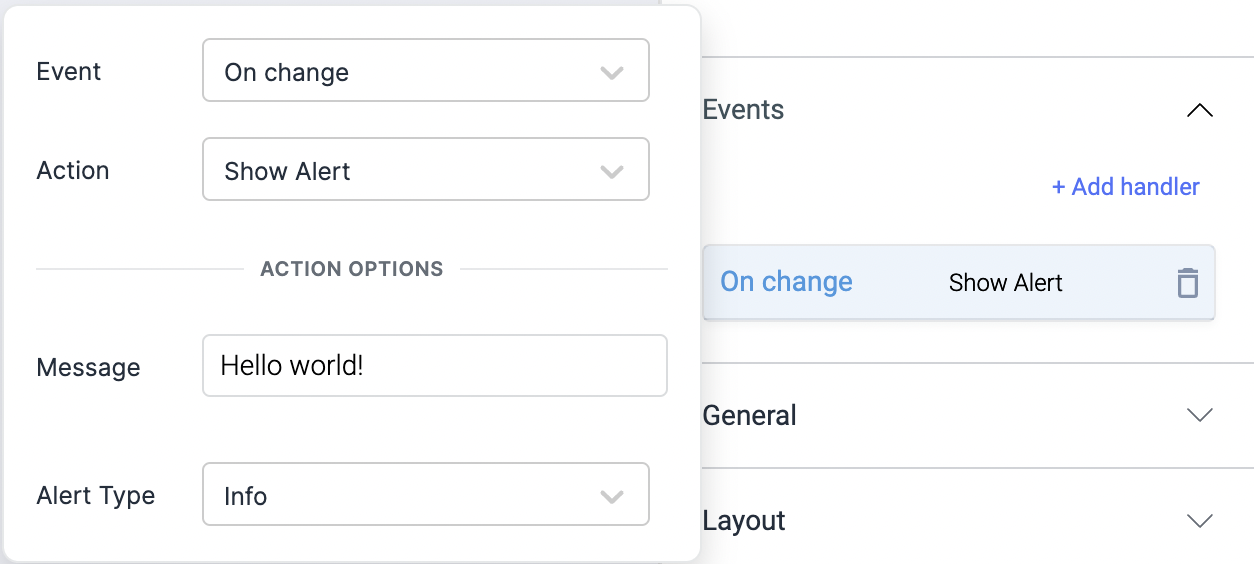 Event
On change
Action
Show Alert
ACTION OPTIONS
Message
Hello world!
Alert Type
Info
Events
+ Add handler
On change
Show Alert
General
Layout